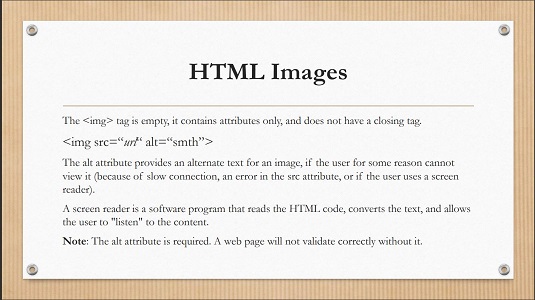 HTML Images
The <img> tag is empty, it contains attributes only, and does not have a closing tag.
<img src=“url“ alt=“smth”>
The alt attribute provides an alternate text for an image, if the user for some reason cannot
view it (because of slow connection, an error in the src attribute, or if the user uses a screen
reader).
A screen reader is a software program that reads the HTML code, converts the text, and allows
the user to "listen" to the content.
Note: The alt attribute is required. A web page will not validate correctly without it.